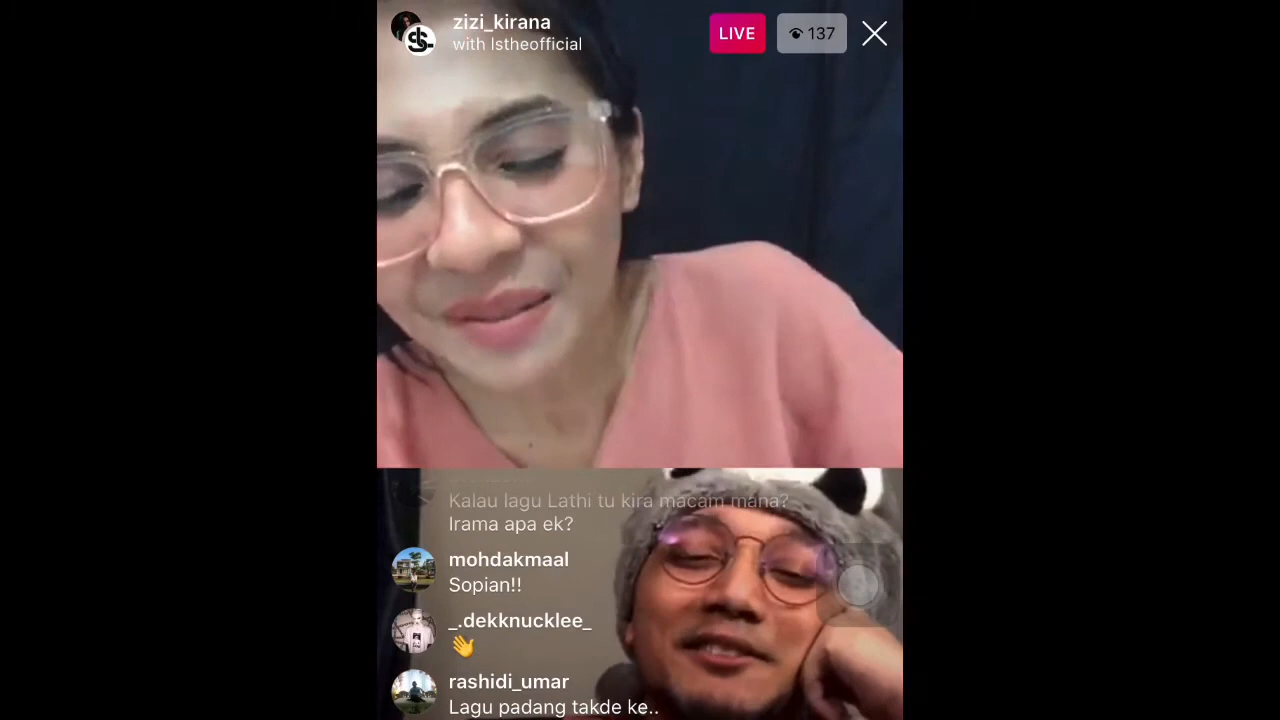 zizi_kirana
with lstheofficial
LIVE
137
Kalau lagu Lathi tu kira macam mana?
Irama apa ek?
mohdakmaal
Sopian!!
_.dekknucklee_
👋
rashidi_umar
Lagu padang takde ke..